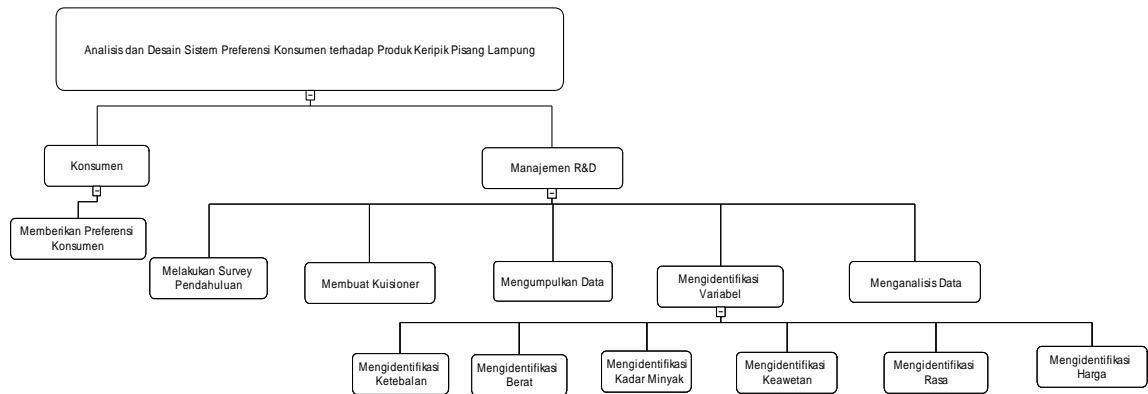 Analisis dan Desain Sistem Preferensi Konsumen terhadap Produk Keripik Pisang Lampung
Konsumen
Manajemen R&D
Memberikan Preferensi
Konsumen
Melakukan Survey
Pendahuluan
Membuat Kuisioner
Mengumpulkan Data
Mengidentifikasi
Variabel
Menganalisis Data
Mengidentifikasi
Ketebalan
Mengidentifikasi
Berat
Mengidentifikasi
Kadar Minyak
Mengidentifikasi
Keawetan
Mengidentifikasi
Rasa
Mengidentifikasi
Harga